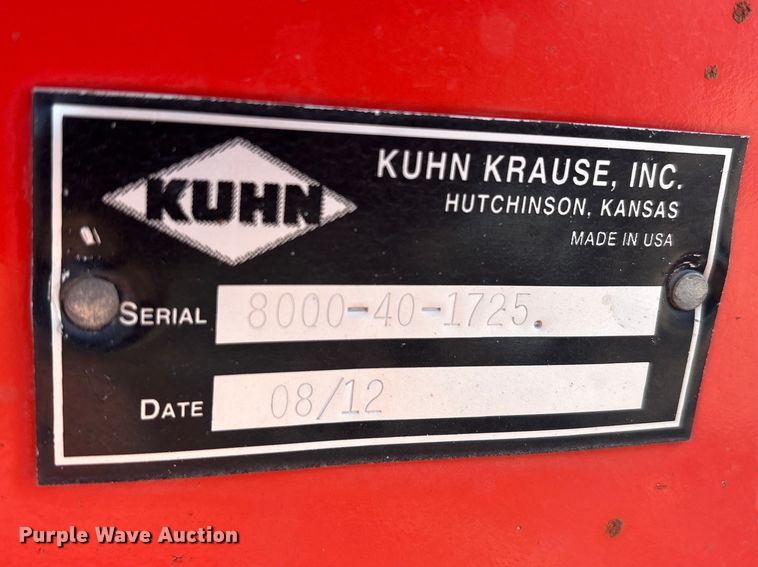 KUHN
KUHN KRAUSE, INC.
HUTCHINSON, KANSAS
MADE IN USA
SERIAL 8000-40-1725.
DATE 08/12
Purple Wave Auction®